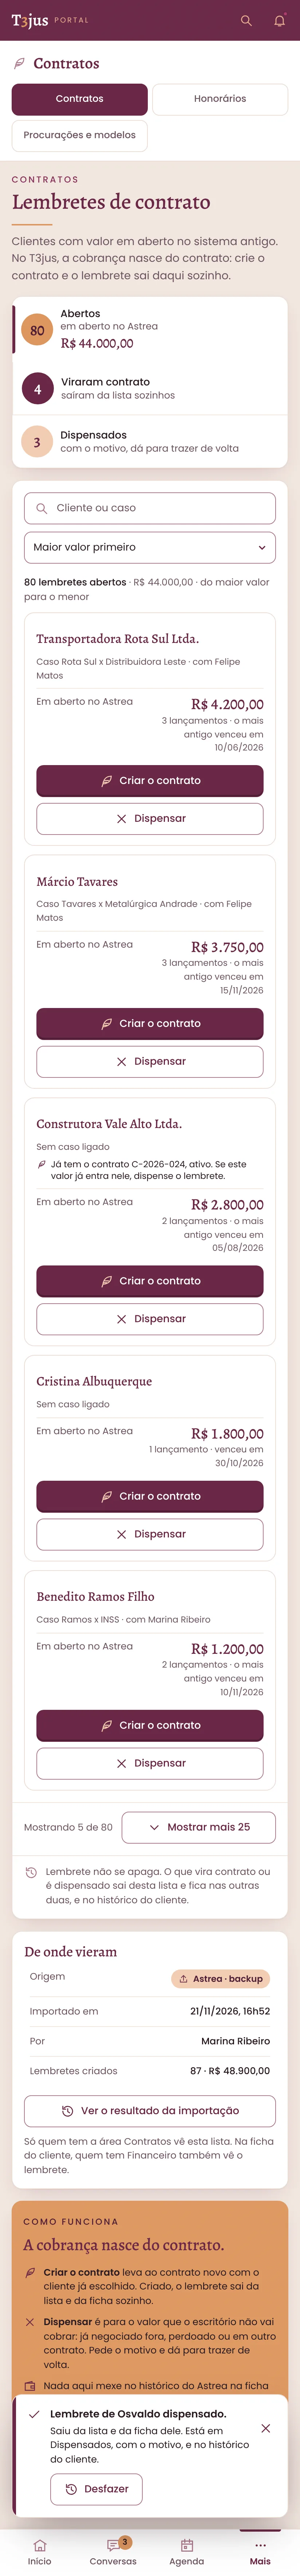 T3jus PORTAL
Contratos
Contratos
Honorários
Procurações e modelos
CONTRATOS
Lembretes de contrato
Clientes com valor em aberto no sistema antigo.
No T3jus, a cobrança nasce do contrato: crie o
contrato e o lembrete sai daqui sozinho.
80
Abertos
em aberto no Astrea
R$ 44.000,00
4
Viraram contrato
saíram da lista sozinhos
3
Dispensados
com o motivo, dá para trazer de volta
Cliente ou caso
Maior valor primeiro
80 lembretes abertos · R$ 44.000,00 · do maior valor
para o menor
Transportadora Rota Sul Ltda.
Caso Rota Sul x Distribuidora Leste · com Felipe
Matos
Em aberto no Astrea
R$ 4.200,00
3 lançamentos · o mais
antigo venceu em
10/06/2026
Criar o contrato
Dispensar
Márcio Tavares
Caso Tavares x Metalúrgica Andrade · com Felipe
Matos
Em aberto no Astrea
R$ 3.750,00
3 lançamentos · o mais
antigo venceu em
15/11/2026
Criar o contrato
Dispensar
Construtora Vale Alto Ltda.
Sem caso ligado
Já tem o contrato C-2026-024, ativo. Se este
valor já entra nele, dispense o lembrete.
Em aberto no Astrea
R$ 2.800,00
2 lançamentos · o mais
antigo venceu em
05/08/2026
Criar o contrato
Dispensar
Cristina Albuquerque
Sem caso ligado
Em aberto no Astrea
R$ 1.800,00
1 lançamento · venceu em
30/10/2026
Criar o contrato
Dispensar
Benedito Ramos Filho
Caso Ramos x INSS · com Marina Ribeiro
Em aberto no Astrea
R$ 1.200,00
2 lançamentos · o mais
antigo venceu em
10/11/2026
Criar o contrato
Dispensar
Mostrando 5 de 80
Mostrar mais 25
Lembrete não se apaga. O que vira contrato ou
é dispensado sai desta lista e fica nas outras
duas, e no histórico do cliente.
De onde vieram
Origem
Astrea · backup
Importado em
21/11/2026, 16h52
Por
Marina Ribeiro
Lembretes criados
87 · R$ 48.900,00
Ver o resultado da importação
Só quem tem a área Contratos vê esta lista. Na ficha
do cliente, quem tem Financeiro também vê o
lembrete.
COMO FUNCIONA
A cobrança nasce do contrato.
Criar o contrato leva ao contrato novo com o
cliente já escolhido. Criado, o lembrete sai da
lista e da ficha sozinho.
Dispensar é para o valor que o escritório não vai
cobrar: já negociado fora, perdoado ou em outro
contrato. Pede o motivo e dá para trazer de
volta.
Nada aqui mexe no histórico do Astrea na ficha
Lembrete de Osvaldo dispensado.
Saiu da lista e da ficha dele. Está em
Dispensados, com o motivo, e no histórico
do cliente.
Desfazer
3
Início
Conversas
Agenda
Mais